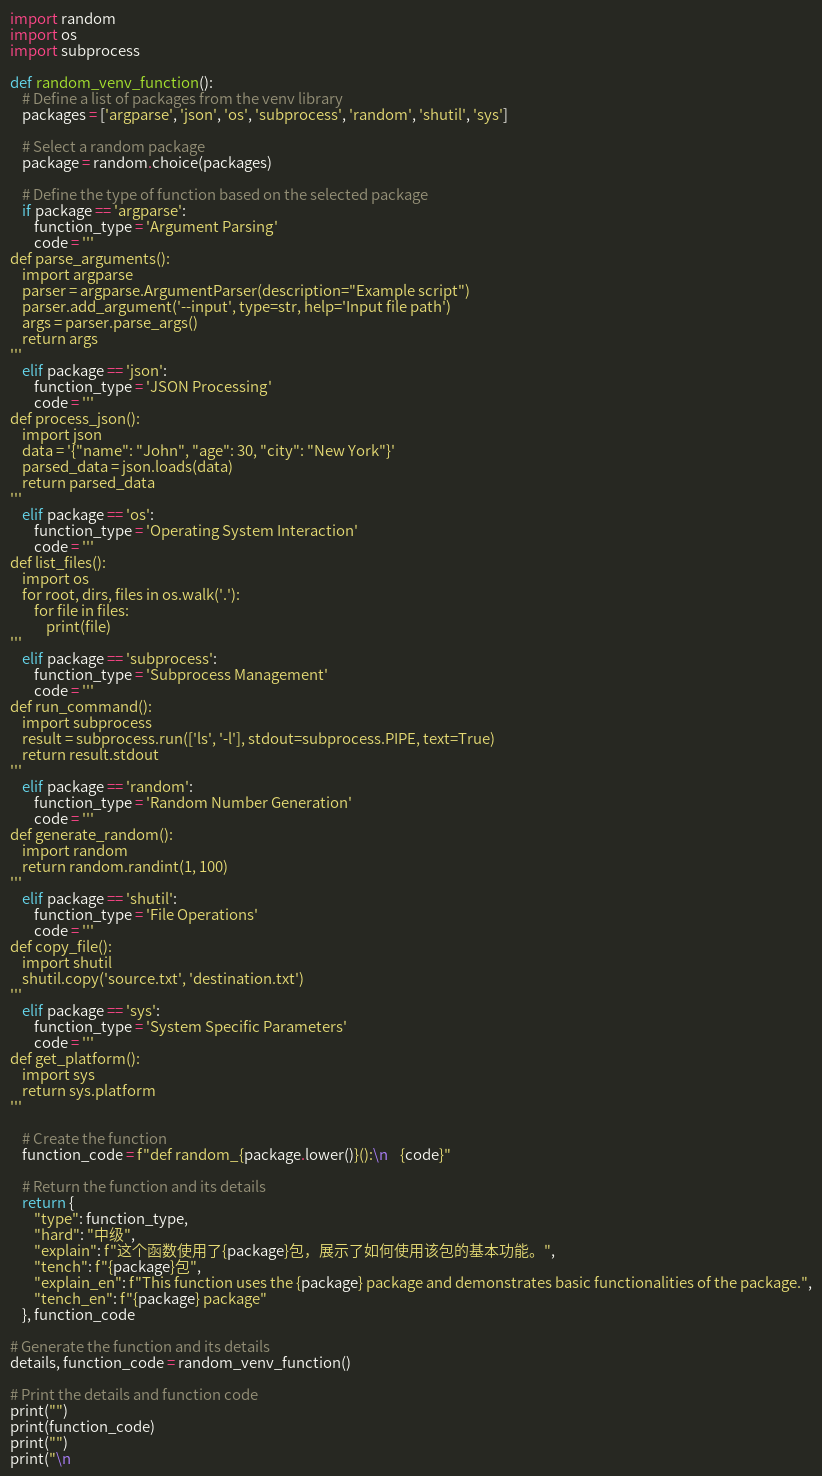 import random
import os
import subprocess

def random_venv_function():
    # Define a list of packages from the venv library
    packages = ['argparse', 'json', 'os', 'subprocess', 'random', 'shutil', 'sys']

    # Select a random package
    package = random.choice(packages)

    # Define the type of function based on the selected package
    if package == 'argparse':
        function_type = 'Argument Parsing'
        code = '''
def parse_arguments():
    import argparse
    parser = argparse.ArgumentParser(description="Example script")
    parser.add_argument('--input', type=str, help='Input file path')
    args = parser.parse_args()
    return args
'''
    elif package == 'json':
        function_type = 'JSON Processing'
        code = '''
def process_json():
    import json
    data = '{"name": "John", "age": 30, "city": "New York"}'
    parsed_data = json.loads(data)
    return parsed_data
'''
    elif package == 'os':
        function_type = 'Operating System Interaction'
        code = '''
def list_files():
    import os
    for root, dirs, files in os.walk('.'):
        for file in files:
            print(file)
'''
    elif package == 'subprocess':
        function_type = 'Subprocess Management'
        code = '''
def run_command():
    import subprocess
    result = subprocess.run(['ls', '-l'], stdout=subprocess.PIPE, text=True)
    return result.stdout
'''
    elif package == 'random':
        function_type = 'Random Number Generation'
        code = '''
def generate_random():
    import random
    return random.randint(1, 100)
'''
    elif package == 'shutil':
        function_type = 'File Operations'
        code = '''
def copy_file():
    import shutil
    shutil.copy('source.txt', 'destination.txt')
'''
    elif package == 'sys':
        function_type = 'System Specific Parameters'
        code = '''
def get_platform():
    import sys
    return sys.platform
'''

    # Create the function
    function_code = f"def random_{package.lower()}():\n    {code}"

    # Return the function and its details
    return {
        "type": function_type,
        "hard": "中级",
        "explain": f"这个函数使用了{package}包，展示了如何使用该包的基本功能。",
        "tench": f"{package}包",
        "explain_en": f"This function uses the {package} package and demonstrates basic functionalities of the package.",
        "tench_en": f"{package} package"
    }, function_code

# Generate the function and its details
details, function_code = random_venv_function()

# Print the details and function code
print("")
print(function_code)
print("")
print("\n